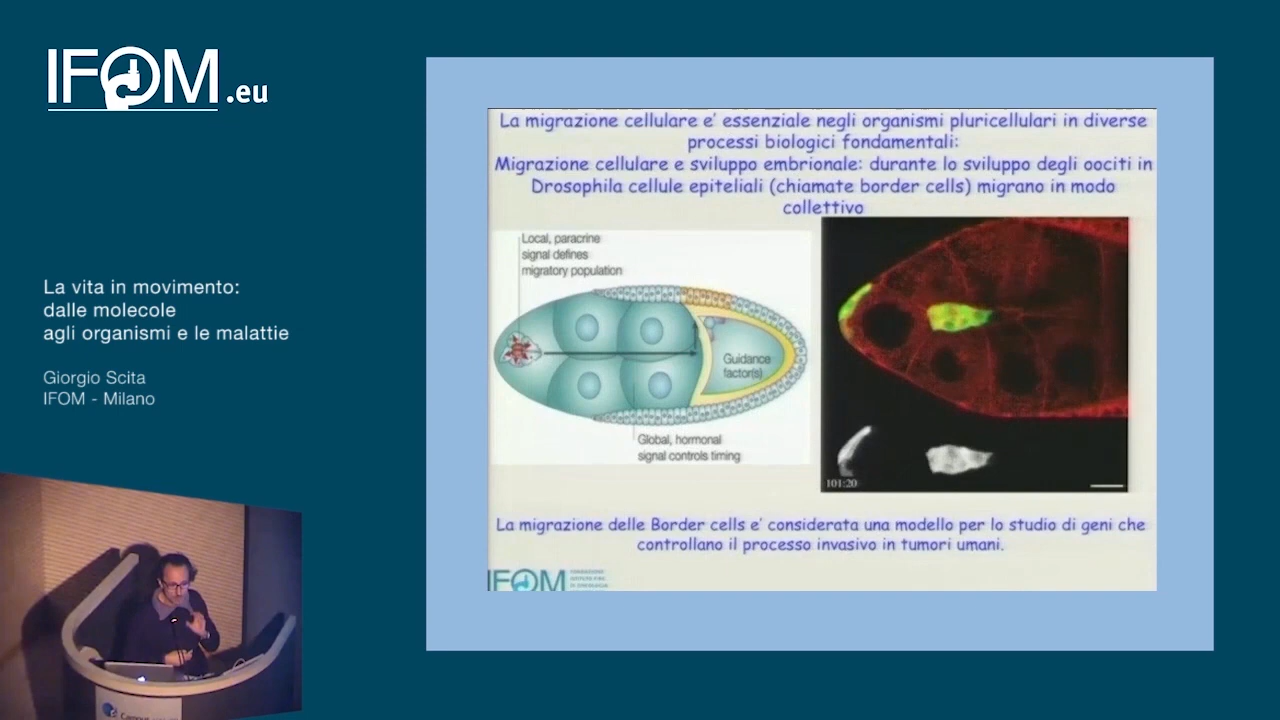 IFOM.eu
La vita in movimento:
dalle molecole
agli organismi e le malattie
Giorgio Scita
IFOM - Milano
La migrazione cellulare e' essenziale negli organismi pluricellulari in diverse
processi biologici fondamentali:
Migrazione cellulare e sviluppo embrionale: durante lo sviluppo degli oociti in
Drosophila cellule epiteliali (chiamate border cells) migrano in modo
collettivo
Local, paracrine
signal defines
migratory population
Guidance
factor(s)
Global, hormonal
signal controls timing
101:20
La migrazione delle Border cells e' considerata una modello per lo studio di geni che
controllano il processo invasivo in tumori umani.
IFOM